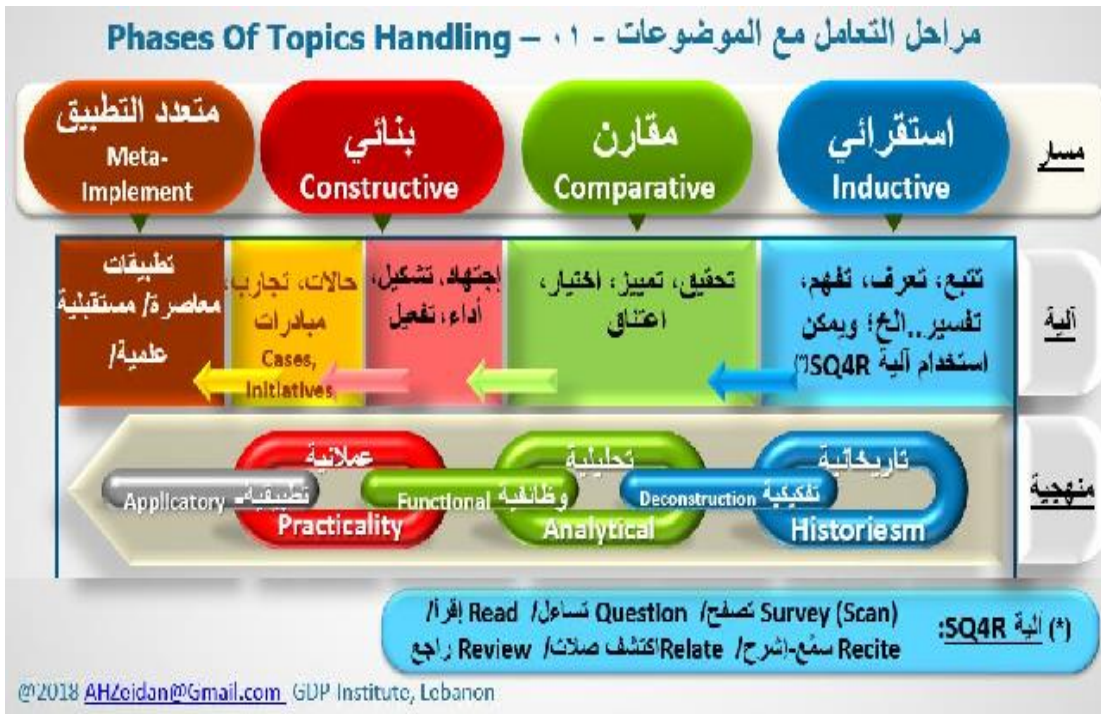 مراحل التعامل مع الموضوعات - ٠١ – Phases Of Topics Handling
مسار
استقرائي
Inductive
مقارن
Comparative
بنائي
Constructive
متعدد التطبيق
Meta-
Implement
آلية
تتبع، تعرف، تفهم،
تفسير..الخ؛ ويمكن
استخدام آلية SQ4R(*)
تحقيق، تمييز، اختيار،
اعتناق
إجتهاد، تشكيل،
أداء، تفعيل
حالات، تجارب،
مبادرات
Cases,
Initiatives
تطبيقات
معاصرة/ مستقبلية
علمية/
منهجية
تاريخانية
Historiesm
تفكيكية Deconstruction
تحليلية
Analytical
وظائفية Functional
عملانية
Practicality
تطبيقية- Applicatory
(*) آلية SQ4R:
Survey (Scan) تصفح/ Question تساءل/ Read إقرأ/
Recite سمّع-إشرح/ Relate اكتشف صلات/ Review راجع
@2018 AHZeidan@Gmail.com GDP Institute, Lebanon